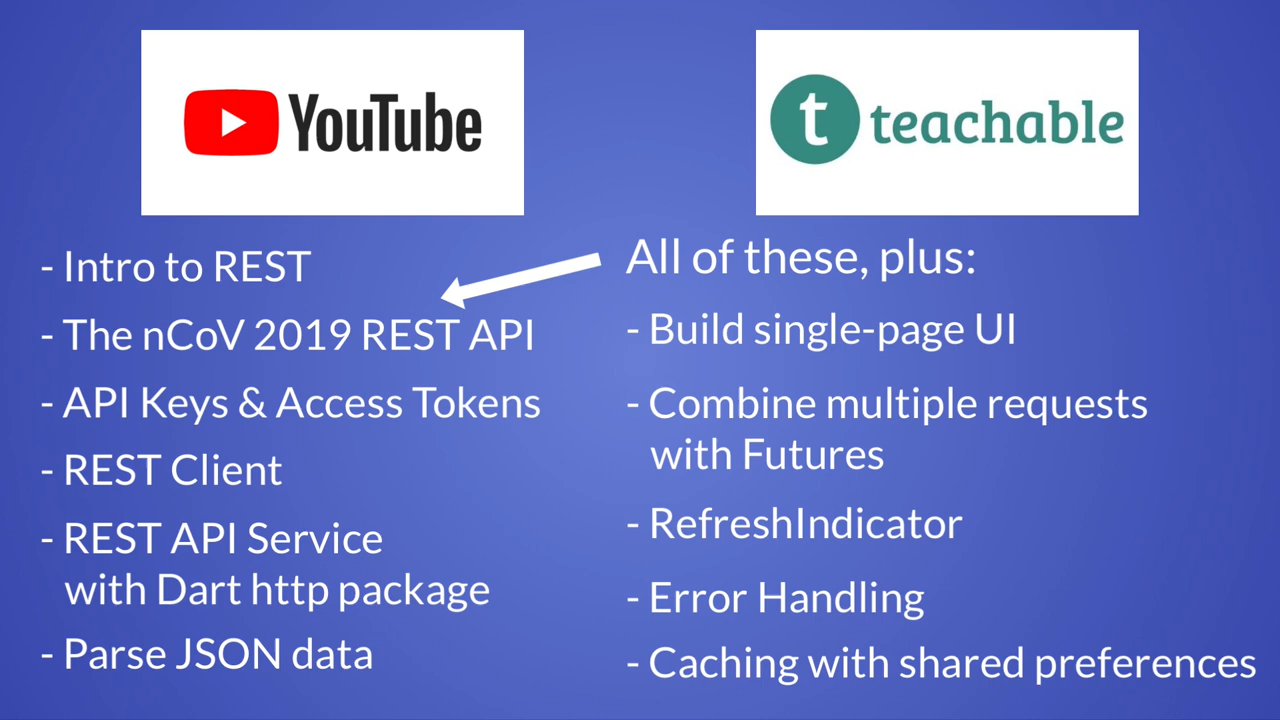 YouTube
- Intro to REST
- The nCoV 2019 REST API
- API Keys & Access Tokens
- REST Client
- REST API Service
with Dart http package
- Parse JSON data
t teachable
All of these, plus:
- Build single-page UI
- Combine multiple requests
with Futures
- RefreshIndicator
- Error Handling
- Caching with shared preferences